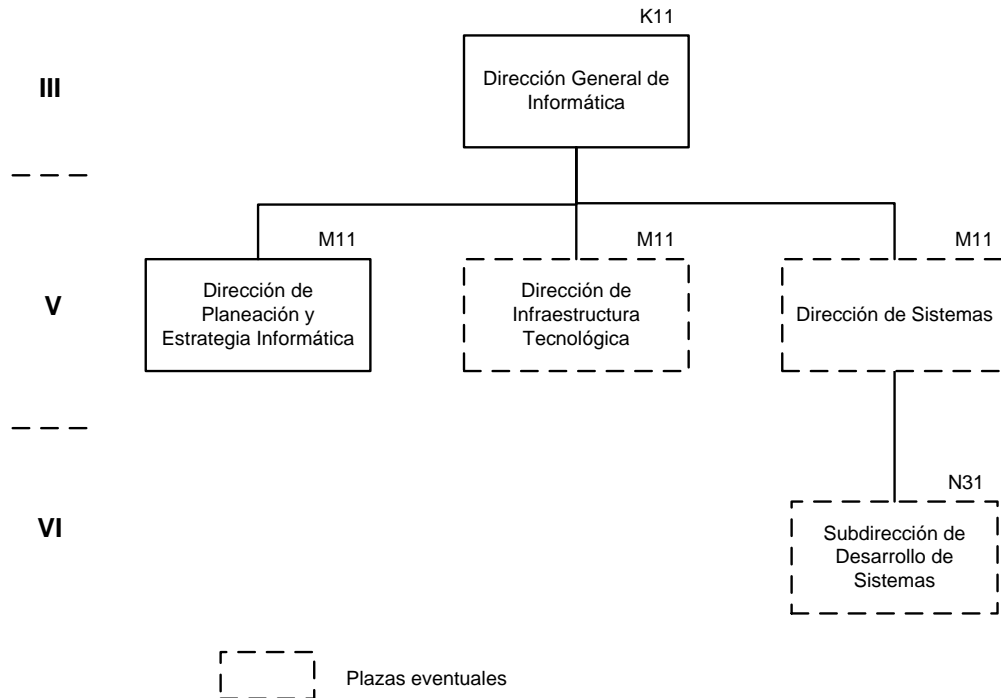 K11
III
Dirección General de
Informática
M11
M11
M11
V
Dirección de
Planeación y
Estrategia Informática
Dirección de
Infraestructura
Tecnológica
Dirección de Sistemas
N31
VI
Subdirección de
Desarrollo de
Sistemas
Plazas eventuales